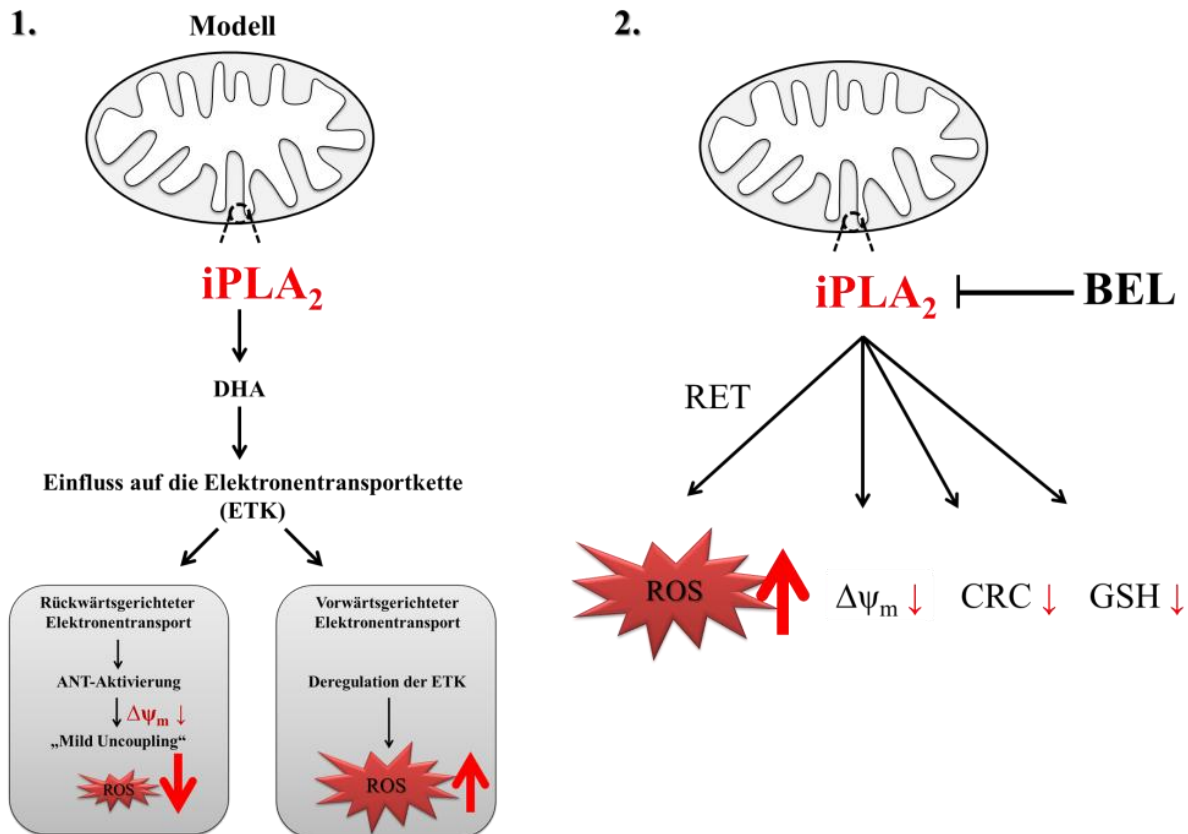 1.
Modell
iPLA2
DHA
Einfluss auf die Elektronentransportkette
(ETK)
Rückwärtsgerichteter
Elektronentransport
ANT-Aktivierung
Δψm ↓
„Mild Uncoupling“
ROS
Vorwärtsgerichteter
Elektronentransport
Deregulation der ETK
ROS
2.
iPLA2
BEL
RET
ROS
Δψm ↓
CRC ↓
GSH ↓